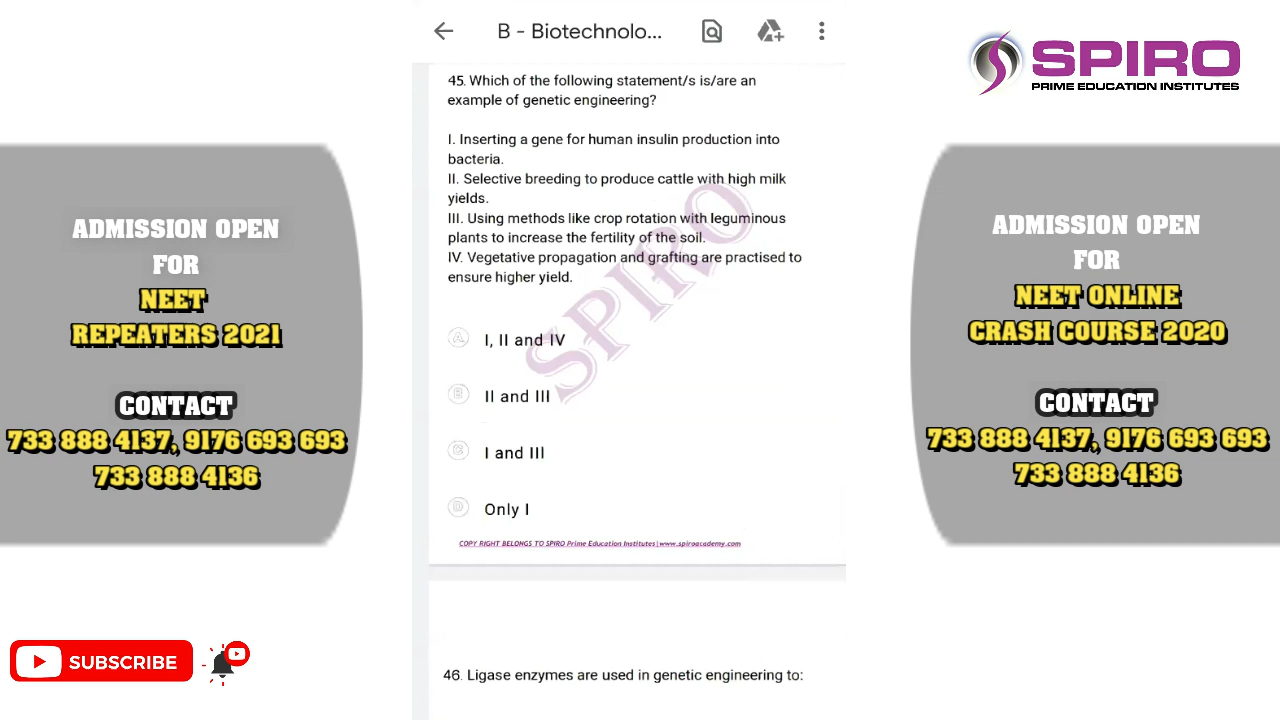 B - Biotechnolo...
SPIRO
PRIME EDUCATION INSTITUTES
ADMISSION OPEN
FOR
NEET
REPEATERS 2021
CONTACT
733 888 4137, 9176 693 693
733 888 4136
45. Which of the following statement/s is/are an
example of genetic engineering?
I. Inserting a gene for human insulin production into
bacteria.
II. Selective breeding to produce cattle with high milk
yields.
III. Using methods like crop rotation with leguminous
plants to increase the fertility of the soil.
IV. Vegetative propagation and grafting are practised to
ensure higher yield.
SPIRO
A I, II and IV
B II and III
C I and III
D Only I
COPY RIGHT BELONGS TO SPIRO Prime Education Institutes|www.spiroacademy.com
46. Ligase enzymes are used in genetic engineering to:
ADMISSION OPEN
FOR
NEET ONLINE
CRASH COURSE 2020
CONTACT
733 888 4137, 9176 693 693
733 888 4136
SUBSCRIBE